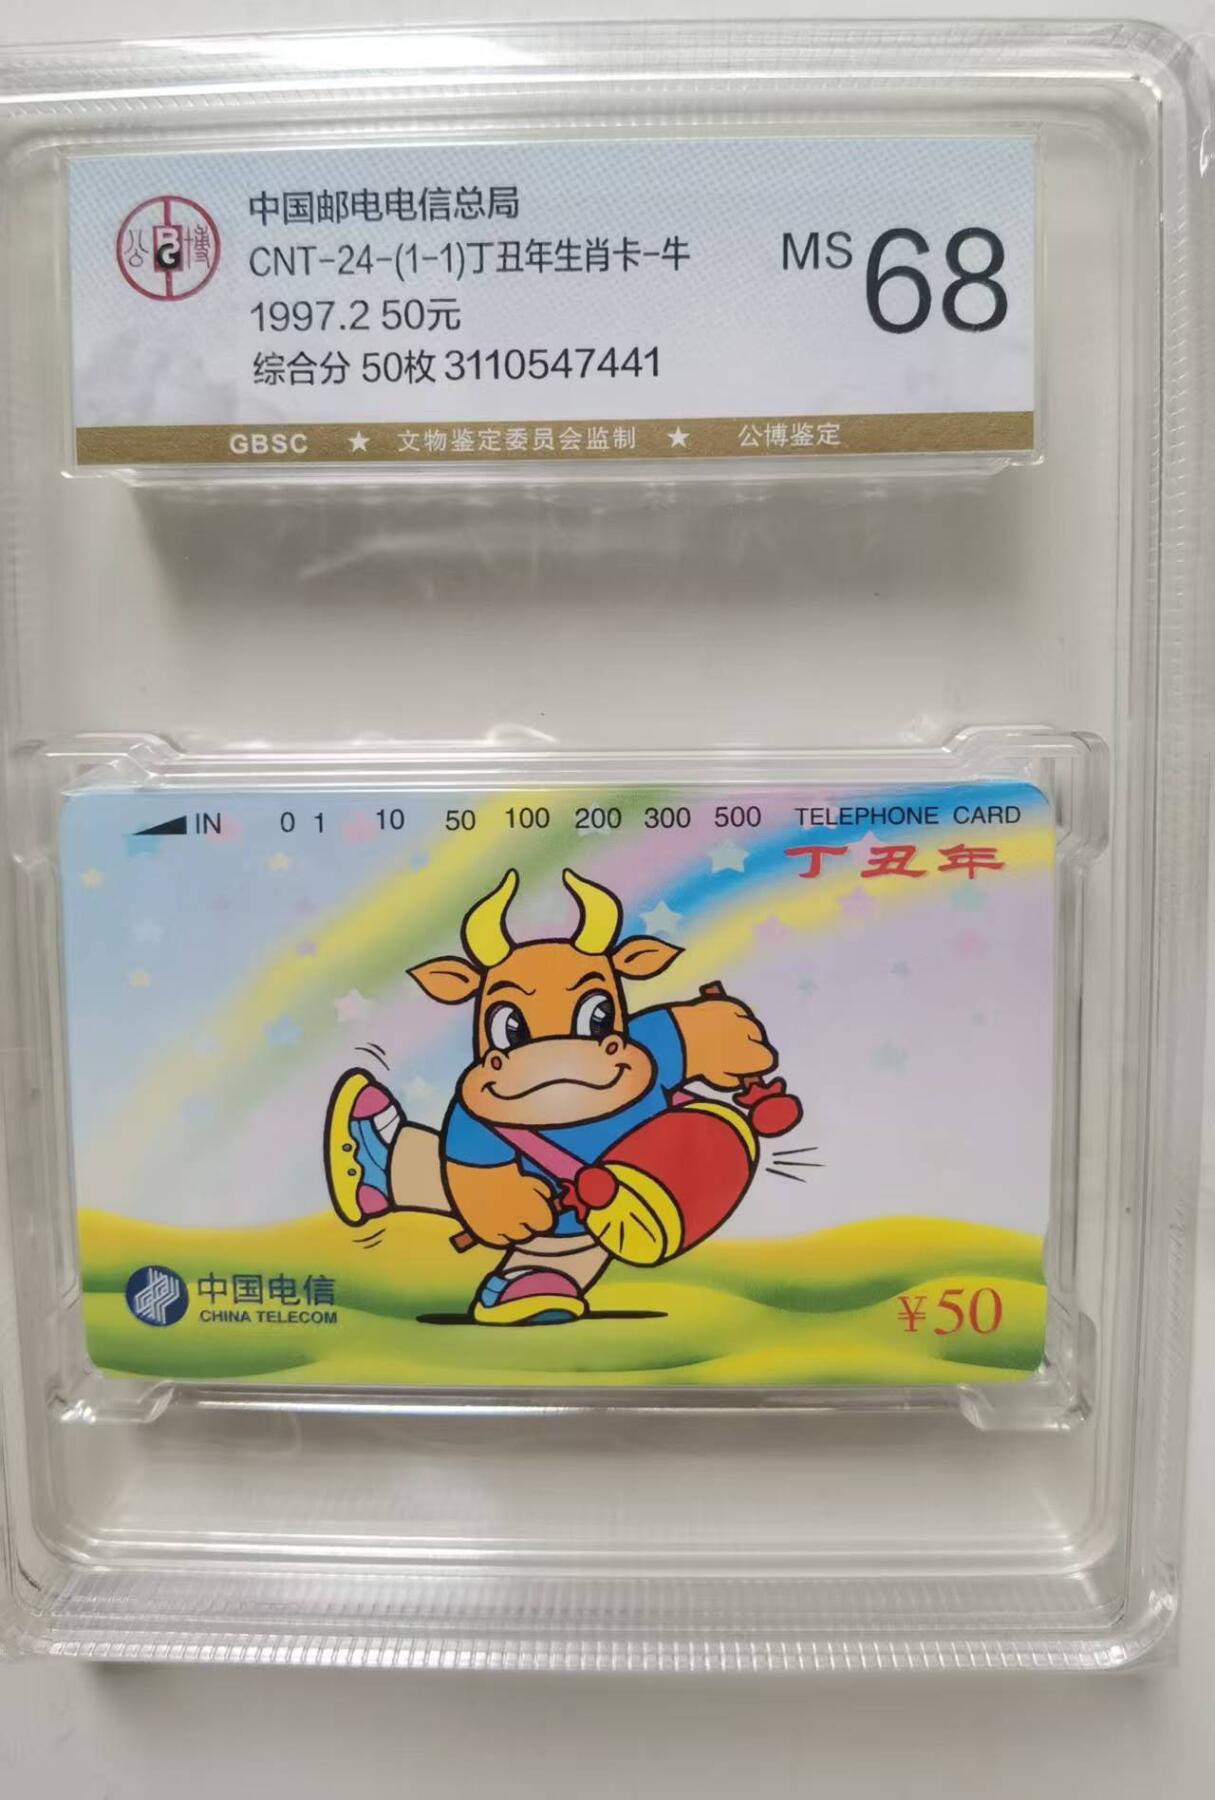 公 BG 博
中国邮电电信总局
CNT-24-(1-1)丁丑年生肖卡-牛
1997.2 50元
综合分 50枚 3110547441
MS 68
GBSC ★ 文物鉴定委员会监制 ★ 公博鉴定
IN 0 1 10 50 100 200 300 500 TELEPHONE CARD
丁丑年
中国电信
CHINA TELECOM
¥50